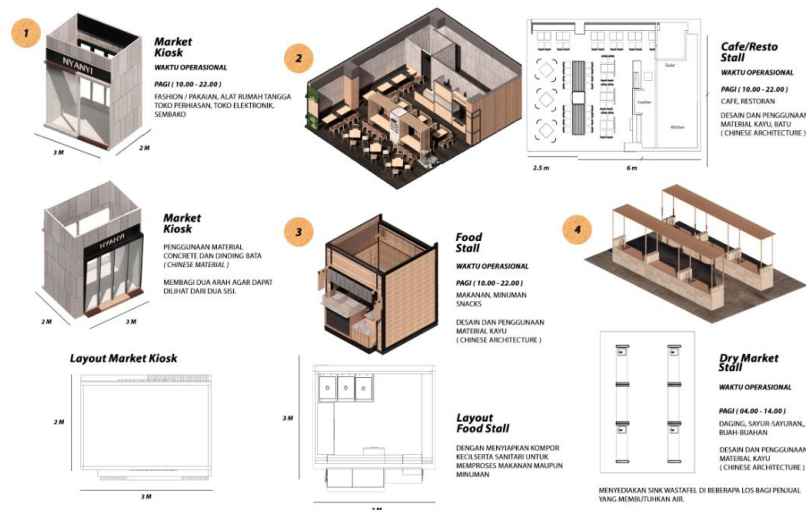 1
NYANYI
3 M
2 M
Market
Kiosk
WAKTU OPERASIONAL
PAGI ( 10.00 - 22.00 )
FASHION / PAKAIAN, ALAT RUMAH TANGGA
TOKO PERHIASAN, TOKO ELEKTRONIK,
SEMBAKO
NYANYI
2 M
3 M
Market
Kiosk
PENGGUNAAN MATERIAL
CONCRETE DAN DINDING BATA
( CHINESE MATERIAL )
MEMBAGI DUA ARAH AGAR DAPAT
DILIHAT DARI DUA SISI.
Layout Market Kiosk
2 M
3 M
2
Toilet
Cashier
Kitchen
2.5 m
6 m
Cafe/Resto
Stall
WAKTU OPERASIONAL
PAGI ( 10.00 - 22.00 )
CAFE, RESTORAN
DESAIN DAN PENGGUNAAN
MATERIAL KAYU, BATU
( CHINESE ARCHITECTURE )
3
Food
Stall
WAKTU OPERASIONAL
PAGI ( 10.00 - 22.00 )
MAKANAN, MINUMAN
SNACKS
DESAIN DAN PENGGUNAAN
MATERIAL KAYU
( CHINESE ARCHITECTURE )
3 M
Layout
Food Stall
DENGAN MENYIAPKAN KOMPOR
KECILSERTA SANITARI UNTUK
MEMPROSES MAKANAN MAUPUN
MINUMAN
4
Dry Market
Stall
WAKTU OPERASIONAL
PAGI ( 04.00 - 14.00 )
DAGING, SAYUR-SAYURAN,,
BUAH-BUAHAN
DESAIN DAN PENGGUNAAN
MATERIAL KAYU
( CHINESE ARCHITECTURE )
MENYEDIAKAN SINK WASTAFEL DI BEBERAPA LOS BAGI PENJUAL
YANG MEMBUTUHKAN AIR.